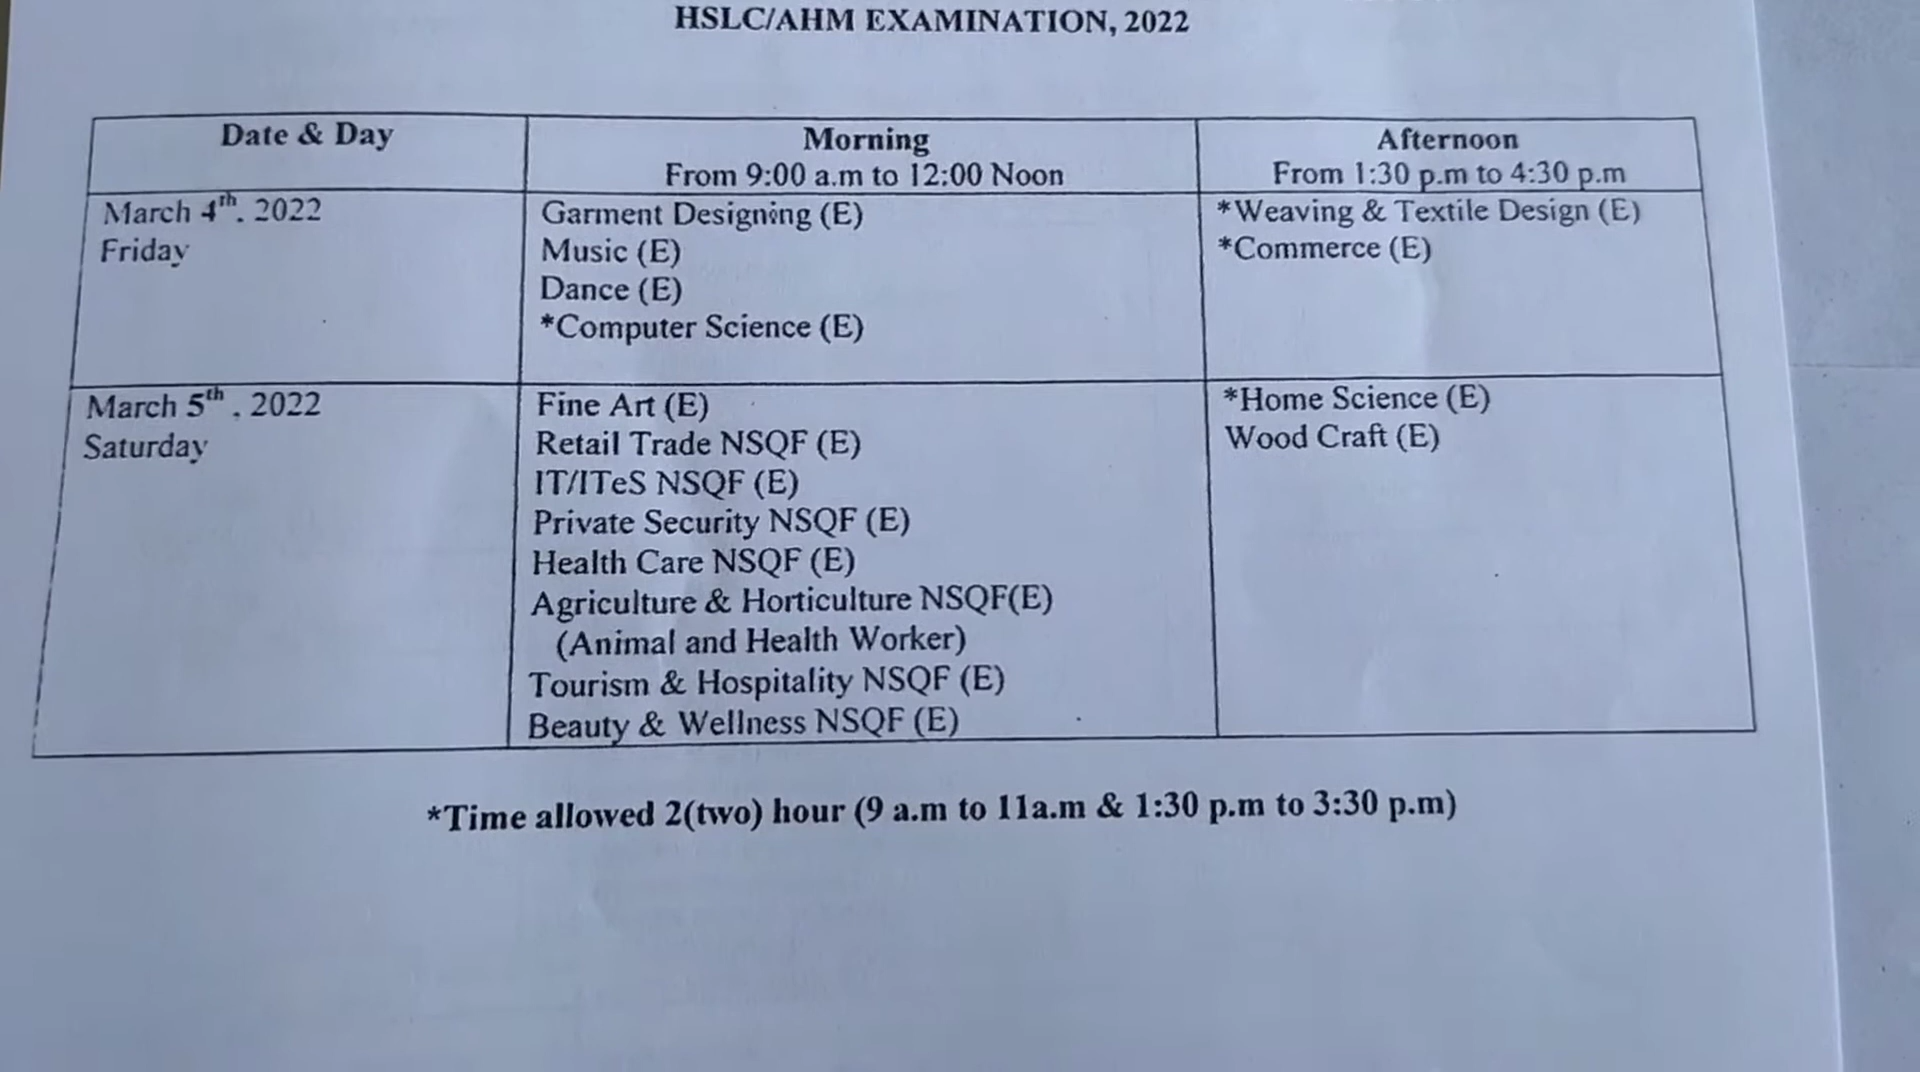 HSLC/AHM EXAMINATION, 2022
Date & Day
Morning
From 9:00 a.m to 12:00 Noon
Afternoon
From 1:30 p.m to 4:30 p.m
March 4th, 2022
Friday
Garment Designing (E)
Music (E)
Dance (E)
*Computer Science (E)
*Weaving & Textile Design (E)
*Commerce (E)
March 5th, 2022
Saturday
Fine Art (E)
Retail Trade NSQF (E)
IT/ITeS NSQF (E)
Private Security NSQF (E)
Health Care NSQF (E)
Agriculture & Horticulture NSQF(E)
(Animal and Health Worker)
Tourism & Hospitality NSQF (E)
Beauty & Wellness NSQF (E)
*Home Science (E)
Wood Craft (E)
*Time allowed 2(two) hour (9 a.m to 11a.m & 1:30 p.m to 3:30 p.m)